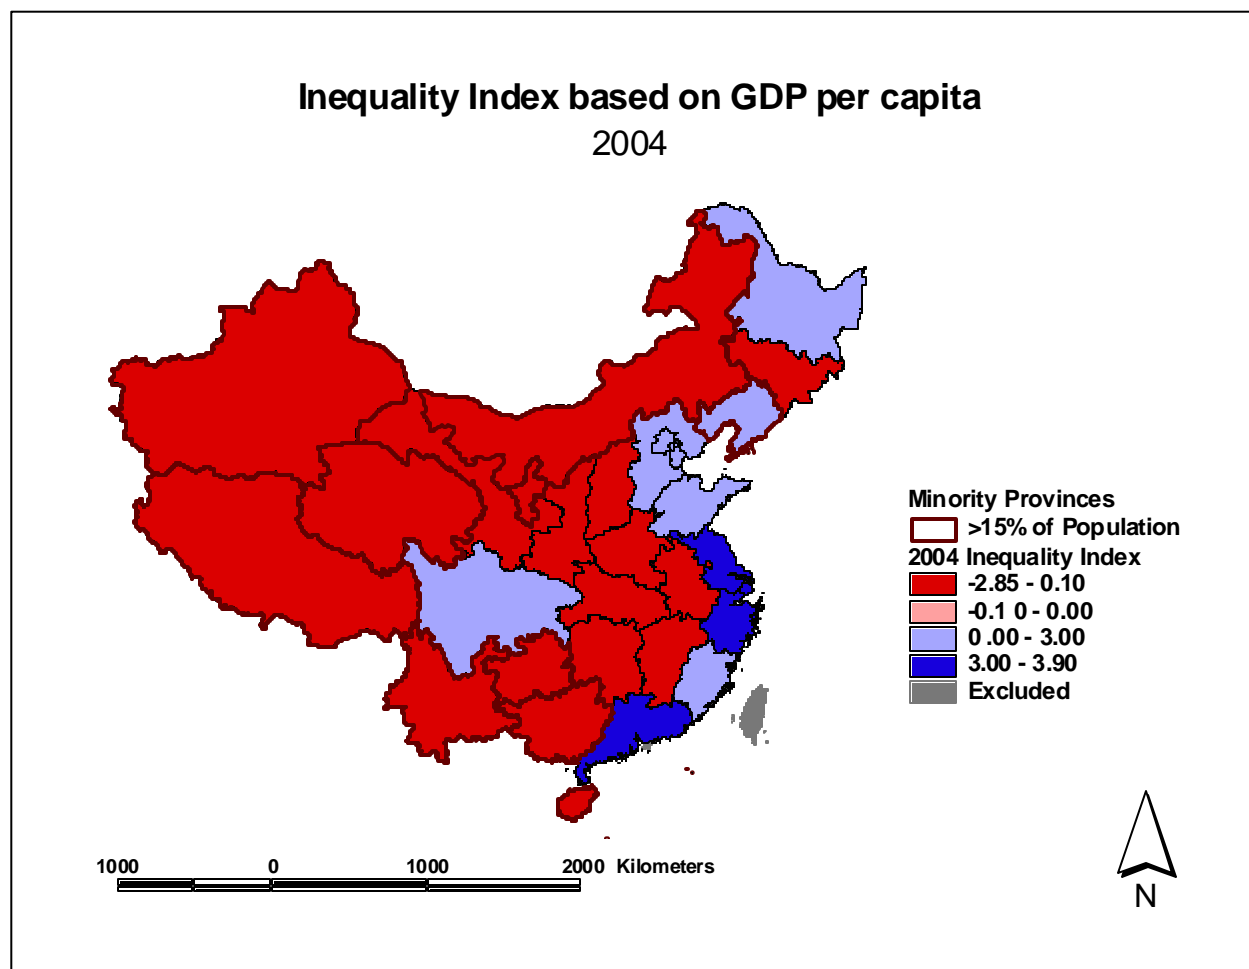 Inequality Index based on GDP per capita
2004
Minority Provinces
>15% of Population
2004 Inequality Index
-2.85 - 0.10
-0.1 0 - 0.00
0 .00 - 3.00
3.00 - 3.90
Excluded
1000 0 1000 2000 Kilometers
N